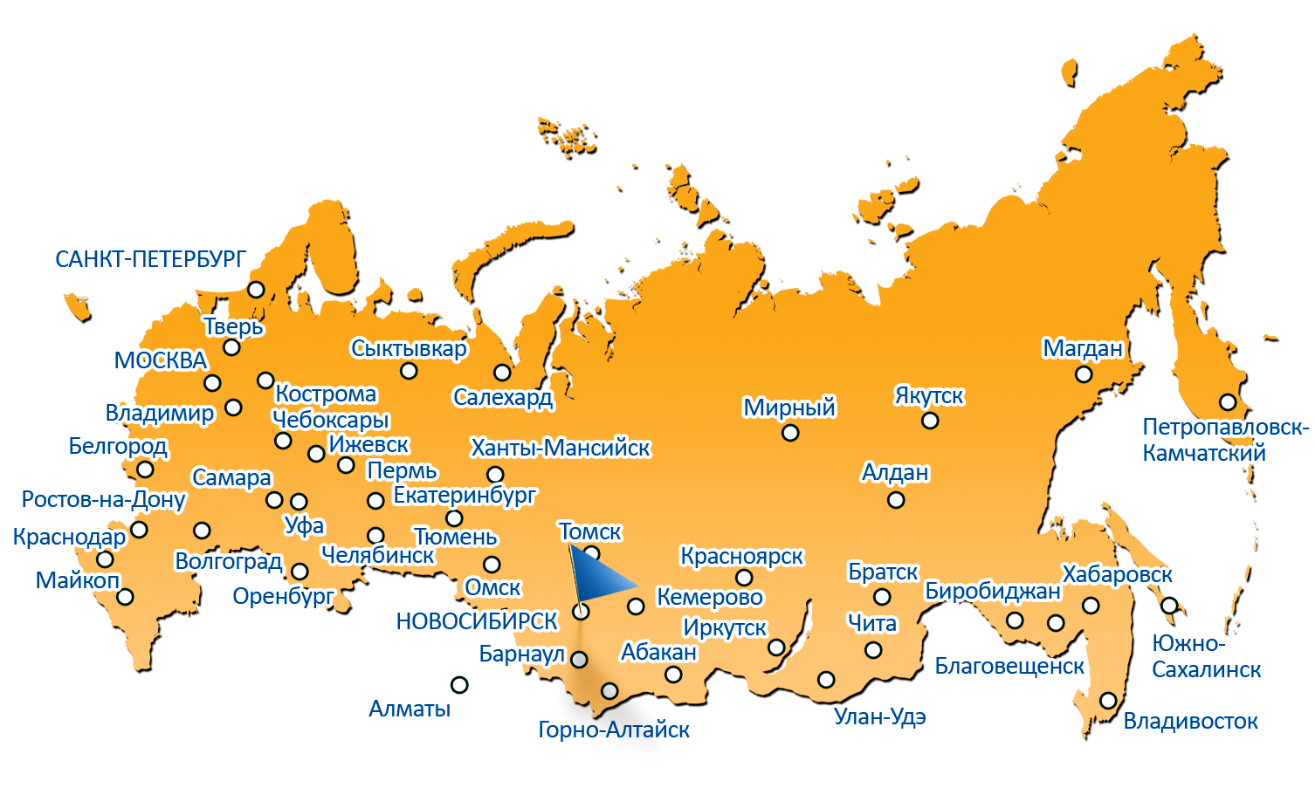 САНКТ-ПЕТЕРБУРГ
Тверь
МОСКВА
Сыктывкар
Магдан
Кострома
Салехард
Якутск
Владимир
Чебоксары
Мирный
Петропавловск-
Камчатский
Белгород
Ижевск
Ханты-Мансийск
Пермь
Алдан
Самара
Екатеринбург
Ростов-на-Дону
Уфа
Тюмень
Томск
Краснодар
Волгоград
Челябинск
Красноярск
Майкоп
Оренбург
Омск
Братск
Хабаровск
Кемерово
Биробиджан
НОВОСИБИРСК
Иркутск
Чита
Барнаул
Абакан
Южно-
Сахалинск
Благовещенск
Алматы
Улан-Удэ
Владивосток
Горно-Алтайск